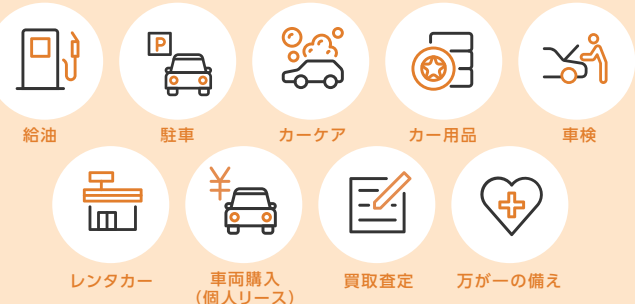 P
給油
駐車
カーケア
カー用品
車検
¥
レンタカー
車両購入
（個人リース）
買取査定
万が一の備え